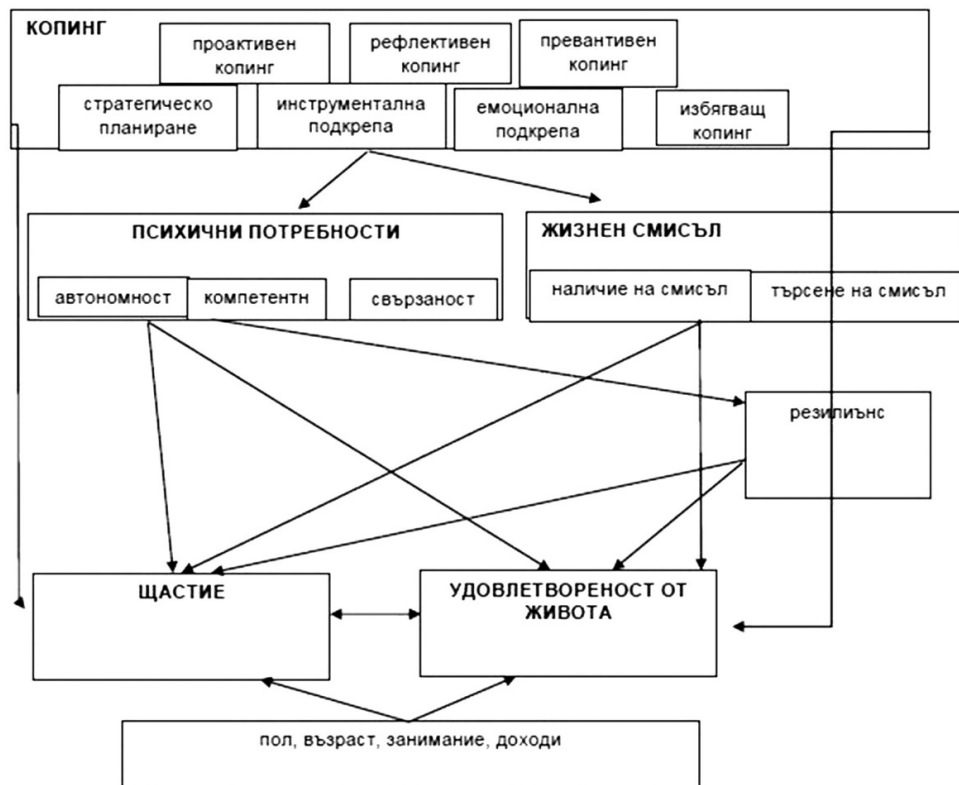 КОПИНГ
проактивен
копинг
рефлективен
копинг
превантивен
копинг
стратегическо
планиране
инструментална
подкрепа
емоционална
подкрепа
избягващ
копинг
ПСИХИЧНИ ПОТРЕБНОСТИ
автономност
компетентн
свързаност
ЖИЗНЕН СМИСЪЛ
наличие на смисъл
търсене на смисъл
резилиънс
ЩАСТИЕ
УДОВЛЕТВОРЕНОСТ ОТ
ЖИВОТА
пол, възраст, занимание, доходи